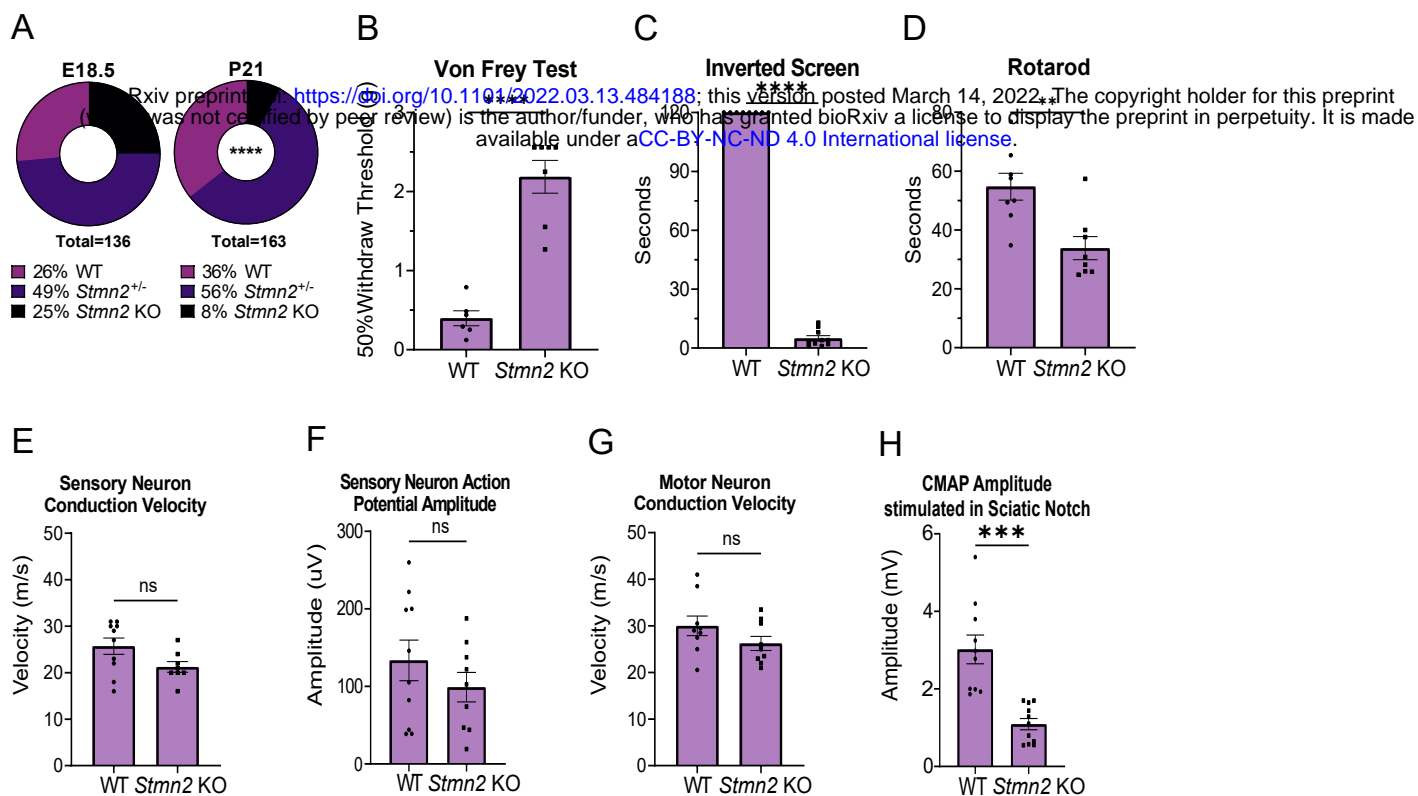 A
B
C
D
E18.5
P21
Von Frey Test
Inverted Screen
Rotarod
Rxiv preprint doi: https://doi.org/10.1101/2022.03.13.484188; this version posted March 14, 2022. The copyright holder for this preprint
was not certified by peer review) is the author/funder, who has granted bioRxiv a license to display the preprint in perpetuity. It is made
available under aCC-BY-NC-ND 4.0 International license.
****
****
****
**
Total=136
Total=163
26% WT
49% Stmn2+/-
25% Stmn2 KO
36% WT
56% Stmn2+/-
8% Stmn2 KO
50%Withdraw Threshold (g)
3
2
1
0
WT Stmn2 KO
Seconds
120
90
60
30
0
WT Stmn2 KO
Seconds
80
60
40
20
0
WT Stmn2 KO
E
F
G
H
Sensory Neuron
Conduction Velocity
Velocity (m/s)
50
40
30
20
10
0
ns
WT Stmn2 KO
Sensory Neuron Action
Potential Amplitude
Amplitude (uV)
300
200
100
0
ns
WT Stmn2 KO
Motor Neuron
Conduction Velocity
Velocity (m/s)
50
40
30
20
10
0
ns
WT Stmn2 KO
CMAP Amplitude
stimulated in Sciatic Notch
Amplitude (mV)
6
4
2
0
***
WT Stmn2 KO